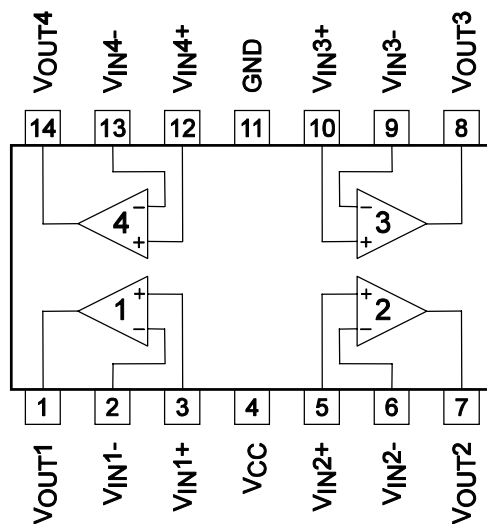 VOUT4 VIN4- VIN4+ GND VIN3+ VIN3- VOUT3
14 13 12 11 10 9 8
4 - + - + 3
1 + - + - 2
1 2 3 4 5 6 7
VOUT1 VIN1- VIN1+ VCC VIN2+ VIN2- VOUT2